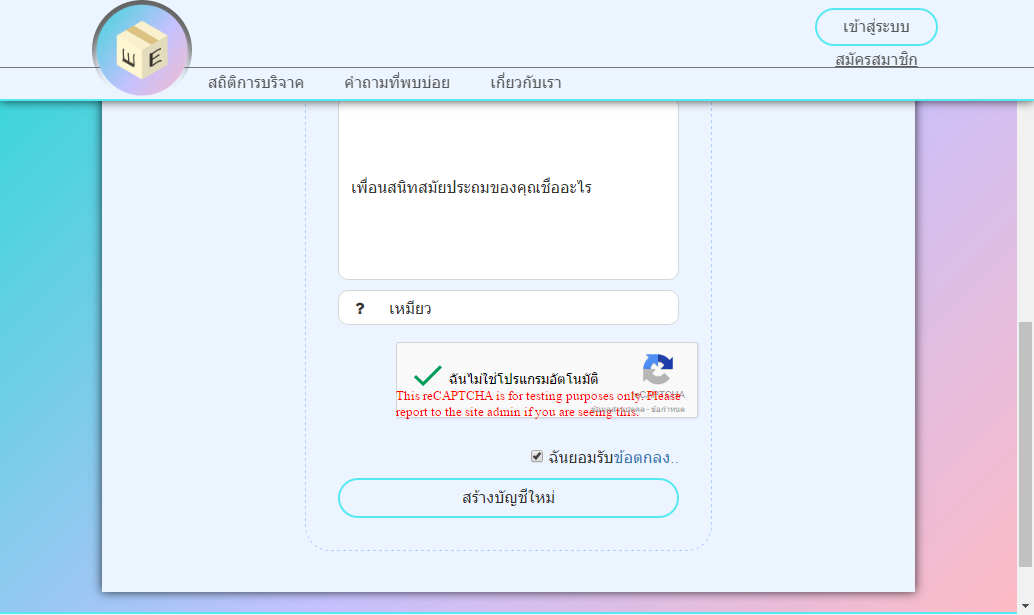 WE
เข้าสู่ระบบ
สมัครสมาชิก
สถิติการบริจาค
คำถามที่พบบ่อย
เกี่ยวกับเรา
เพื่อนสนิทสมัยประถมของคุณชื่ออะไร
? เหมียว
ฉันไม่ใช่โปรแกรมอัตโนมัติ
reCAPTCHA
This reCAPTCHA is for testing purposes only. Please
report to the site admin if you are seeing this.
ข้อกำหนด
ฉันยอมรับข้อตกลง..
สร้างบัญชีใหม่